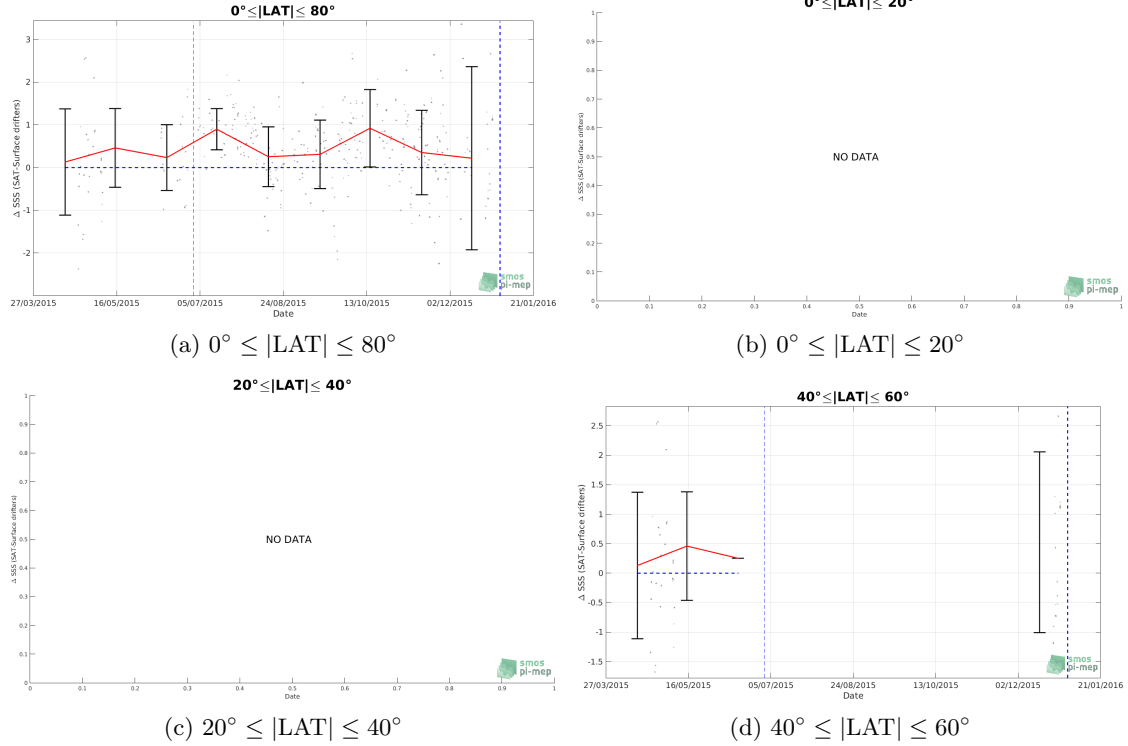 0°≤|LAT|≤ 80°
3
2
1
0
-1
-2
Δ SSS (SAT-Surface drifters)
27/03/2015 16/05/2015 05/07/2015 24/08/2015 13/10/2015 02/12/2015 21/01/2016
Date
smos
pi-mep
(a) 0° ≤ |LAT| ≤ 80°
0°≤|LAT|≤ 20°
1
0.9
0.8
0.7
0.6
0.5
0.4
0.3
0.2
0.1
0
Δ SSS (SAT-Surface drifters)
NO DATA
0 0.1 0.2 0.3 0.4 0.5 0.6 0.7 0.8 0.9 1
Date
smos
pi-mep
(b) 0° ≤ |LAT| ≤ 20°
20°≤|LAT|≤ 40°
1
0.9
0.8
0.7
0.6
0.5
0.4
0.3
0.2
0.1
0
Δ SSS (SAT-Surface drifters)
NO DATA
0 0.1 0.2 0.3 0.4 0.5 0.6 0.7 0.8 0.9 1
Date
smos
pi-mep
(c) 20° ≤ |LAT| ≤ 40°
40°≤|LAT|≤ 60°
2.5
2
1.5
1
0.5
0
-0.5
-1
-1.5
Δ SSS (SAT-Surface drifters)
27/03/2015 16/05/2015 05/07/2015 24/08/2015 13/10/2015 02/12/2015 21/01/2016
Date
smos
pi-mep
(d) 40° ≤ |LAT| ≤ 60°